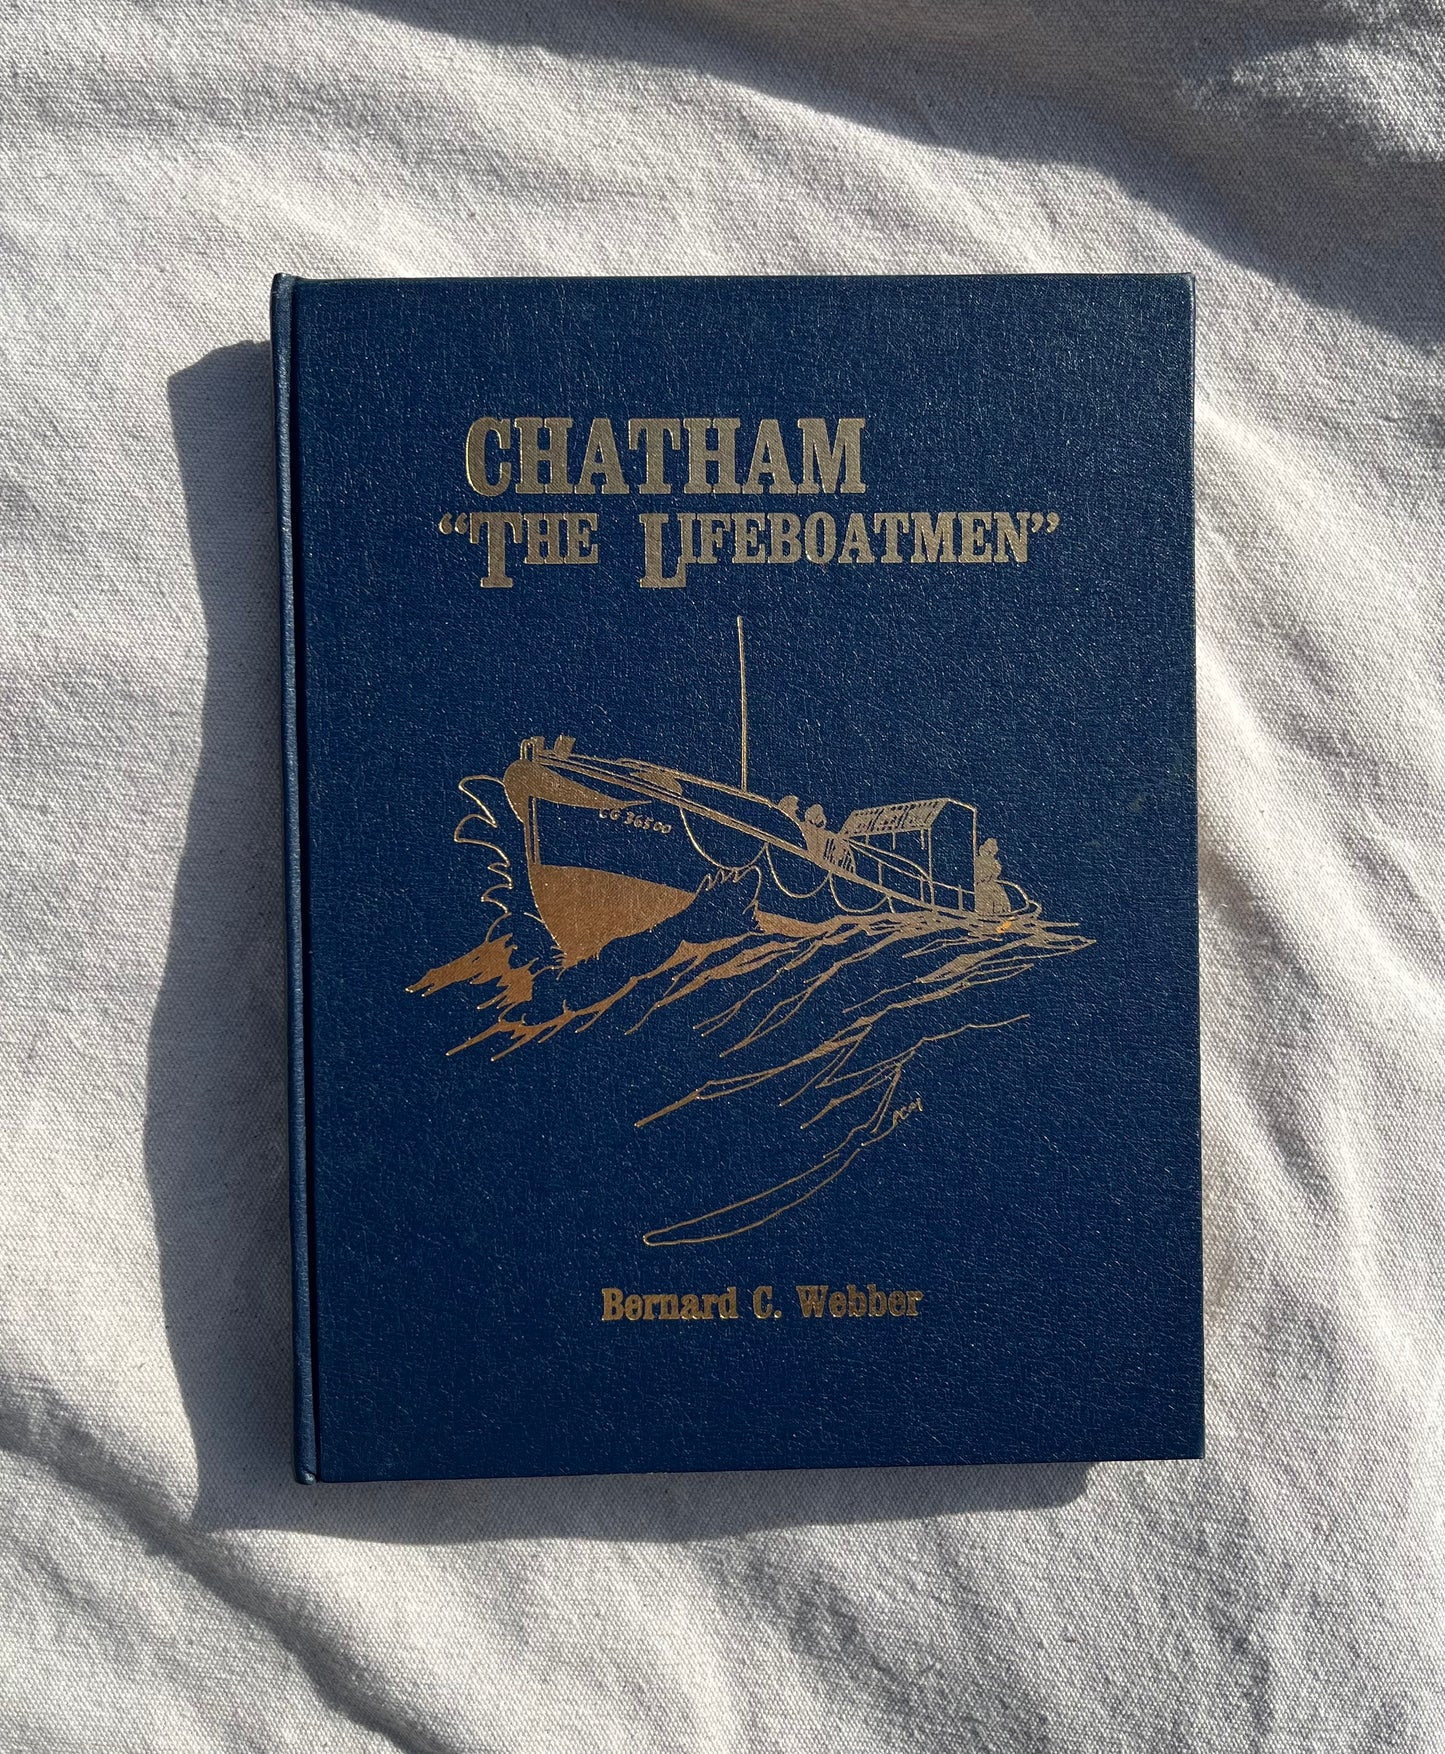 CHATHAM
“THE LIFEBOATMEN”
CG 36500
Bernard C. Webber